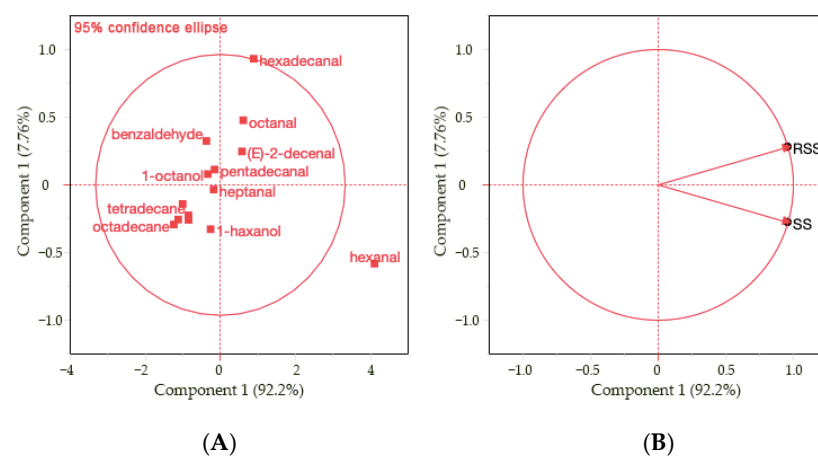 95% confidence ellipse
1.0
0.5
0
−0.5
−1.0
Component 1 (7.76%)
hexadecanal
octanal
benzaldehyde
(E)-2-decenal
pentadecanal
1-octanol
heptanal
tetradecane
octadecane
1-haxanol
hexanal
−4
−2
0
2
4
Component 1 (92.2%)
(A)
1.0
0.5
0
−0.5
−1.0
Component 1 (7.76%)
RSS
SS
−1.0
−0.5
0
0.5
1.0
Component 1 (92.2%)
(B)